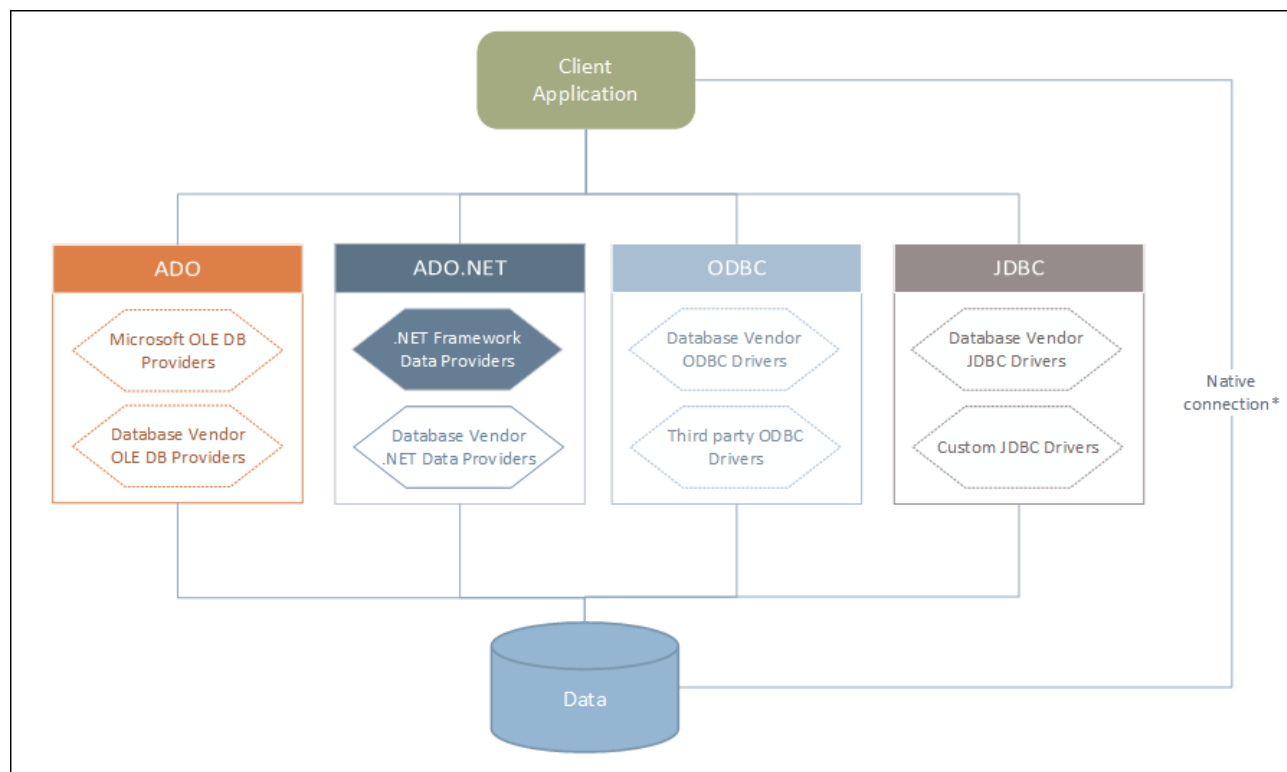 Client
Application
ADO
ADO.NET
ODBC
JDBC
Microsoft OLE DB
Providers
.NET Framework
Data Providers
Database Vendor
ODBC Drivers
Database Vendor
JDBC Drivers
Native
connection*
Database Vendor
OLE DB Providers
Database Vendor
.NET Data Providers
Third party ODBC
Drivers
Custom JDBC Drivers
Data